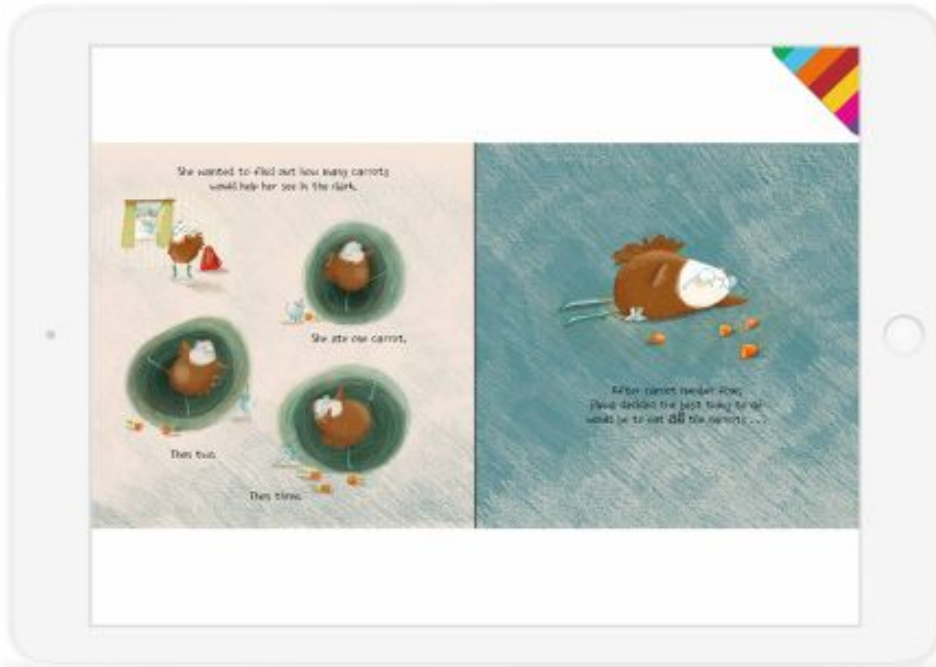 She wanted to find out how many carrots
would help her see in the dark.
She ate one carrot.
Then two.
Then three.
After carrot number four,
decided the best thing to do
would be to eat all the carrots . . .